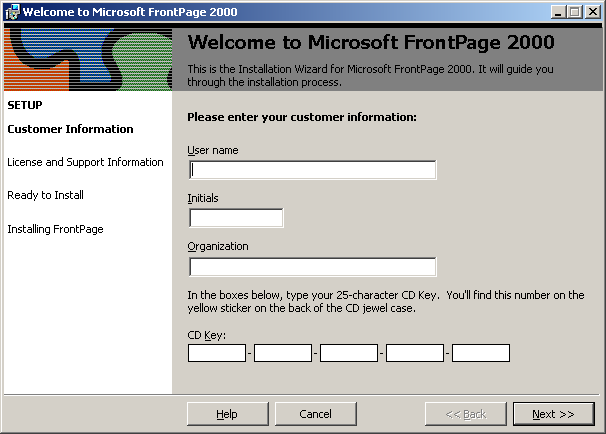 Welcome to Microsoft FrontPage 2000
Welcome to Microsoft FrontPage 2000
This is the Installation Wizard for Microsoft FrontPage 2000. It will guide you
through the installation process.
SETUP
Customer Information
License and Support Information
Ready to Install
Installing FrontPage
Please enter your customer information:
User name
Initials
Organization
In the boxes below, type your 25-character CD Key.  You'll find this number on the
yellow sticker on the back of the CD jewel case.
CD Key:
- - - -
Help Cancel << Back Next >>